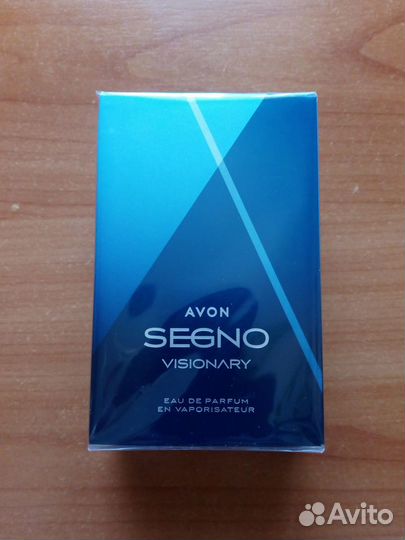 AVON
SEGNO
VISIONARY
EAU DE PARFUM
EN VAPORISATEUR
Avito